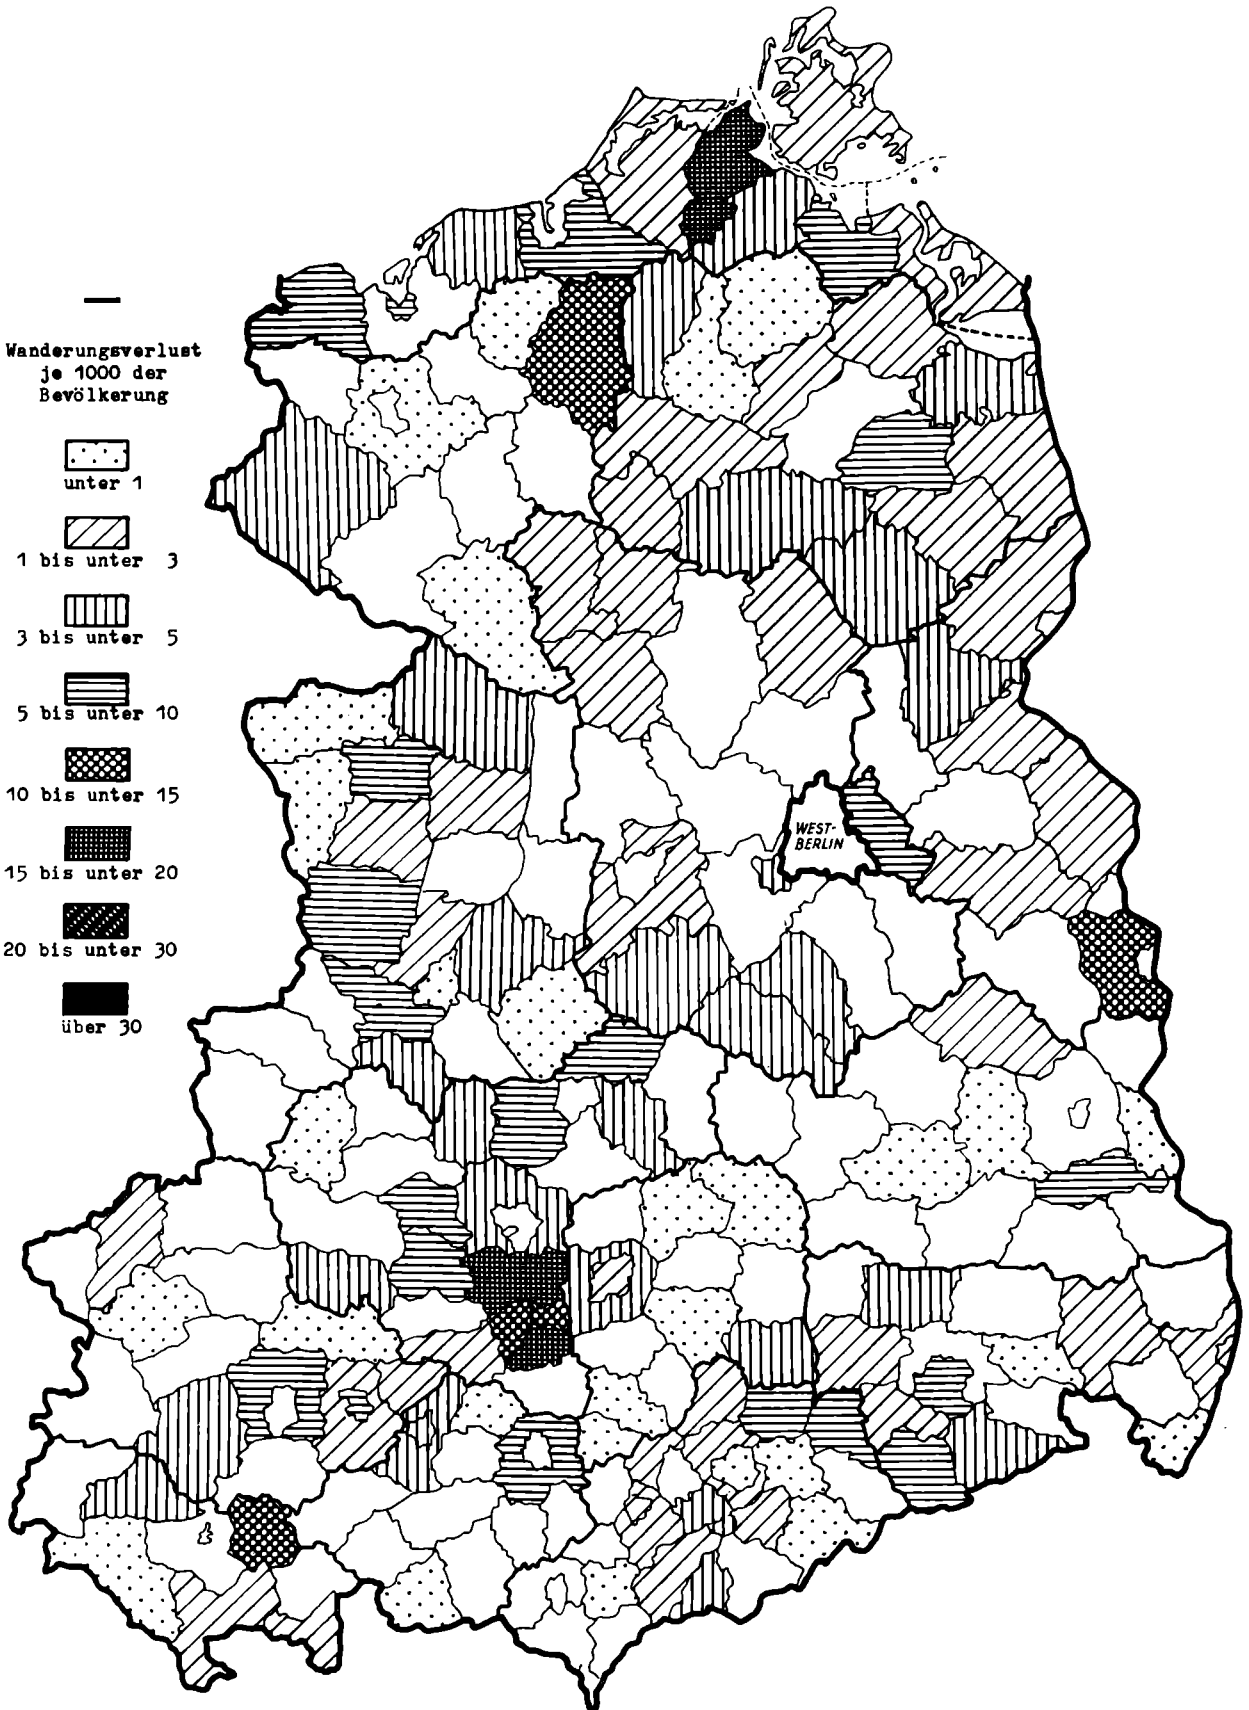 —
Wanderungsverlust
je 1000 der
Bevölkerung
unter 1
1 bis unter 3
3 bis unter 5
5 bis unter 10
10 bis unter 15
15 bis unter 20
20 bis unter 30
über 30
WEST-
BERLIN